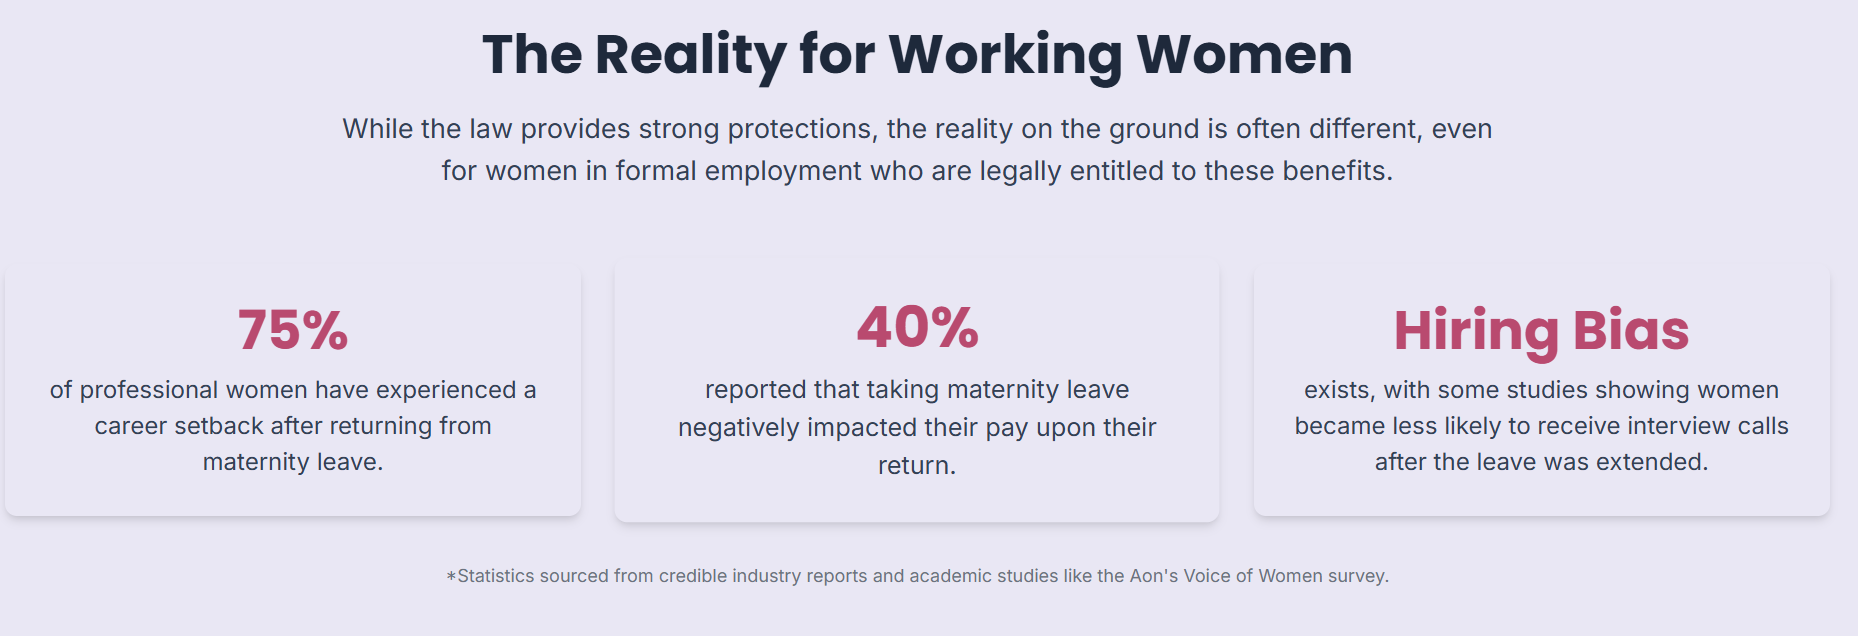 The Reality for Working Women
While the law provides strong protections, the reality on the ground is often different, even
for women in formal employment who are legally entitled to these benefits.
75%
of professional women have experienced a
career setback after returning from
maternity leave.
40%
reported that taking maternity leave
negatively impacted their pay upon their
return.
Hiring Bias
exists, with some studies showing women
became less likely to receive interview calls
after the leave was extended.
*Statistics sourced from credible industry reports and academic studies like the Aon's Voice of Women survey.